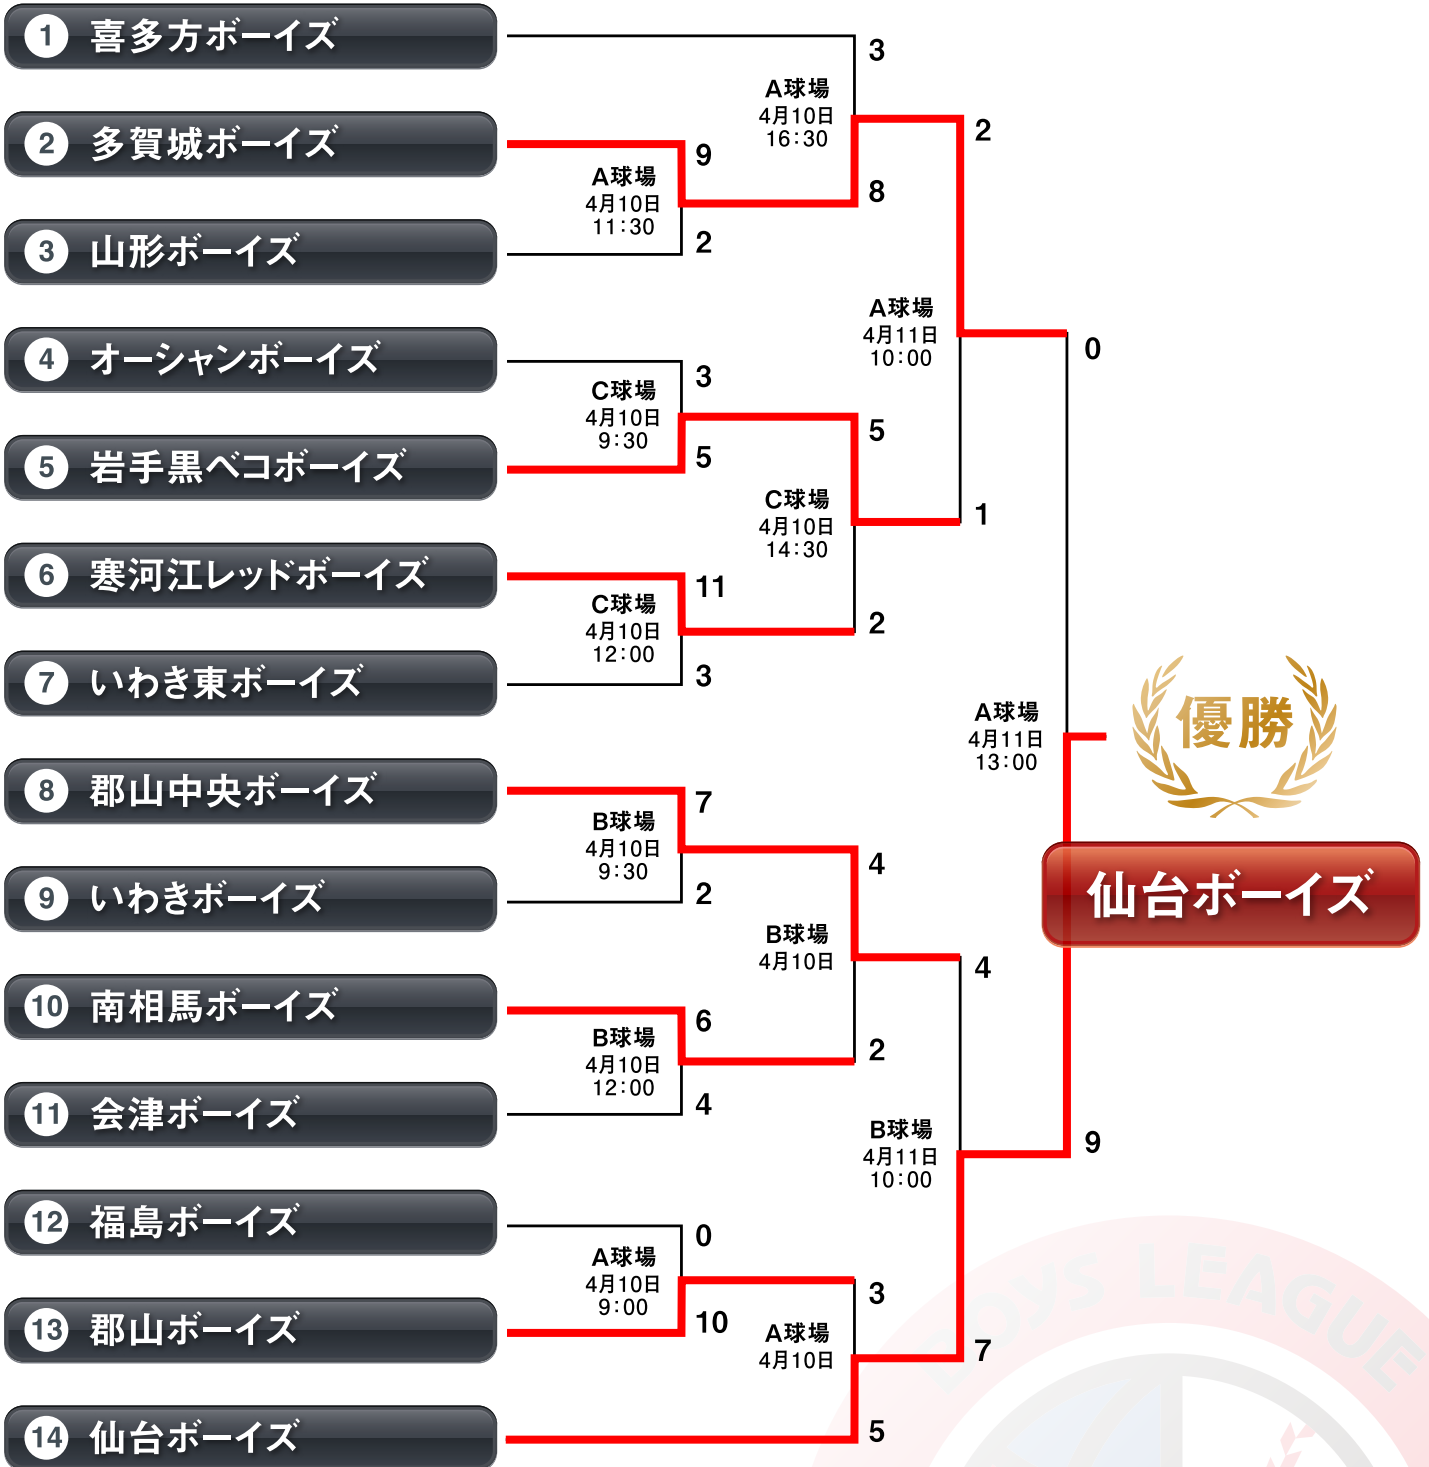 1 喜多方ボーイズ
3
A球場
4月10日
16:30
2 多賀城ボーイズ
9
2
A球場
4月10日
11:30
8
3 山形ボーイズ
2
A球場
4月11日
10:00
0
4 オーシャンボーイズ
3
C球場
4月10日
9:30
5
5 岩手黒べコボーイズ
5
C球場
4月10日
14:30
1
6 寒河江レッドボーイズ
11
C球場
4月10日
12:00
2
7 いわき東ボーイズ
3
A球場
4月11日
13:00
優勝
仙台ボーイズ
8 郡山中央ボーイズ
7
B球場
4月10日
9:30
4
9 いわきボーイズ
2
B球場
4月10日
4
10 南相馬ボーイズ
6
B球場
4月10日
12:00
2
11 会津ボーイズ
4
B球場
4月11日
10:00
9
12 福島ボーイズ
0
A球場
4月10日
9:00
3
13 郡山ボーイズ
10
A球場
4月10日
7
14 仙台ボーイズ
5
BOYS LEAGUE